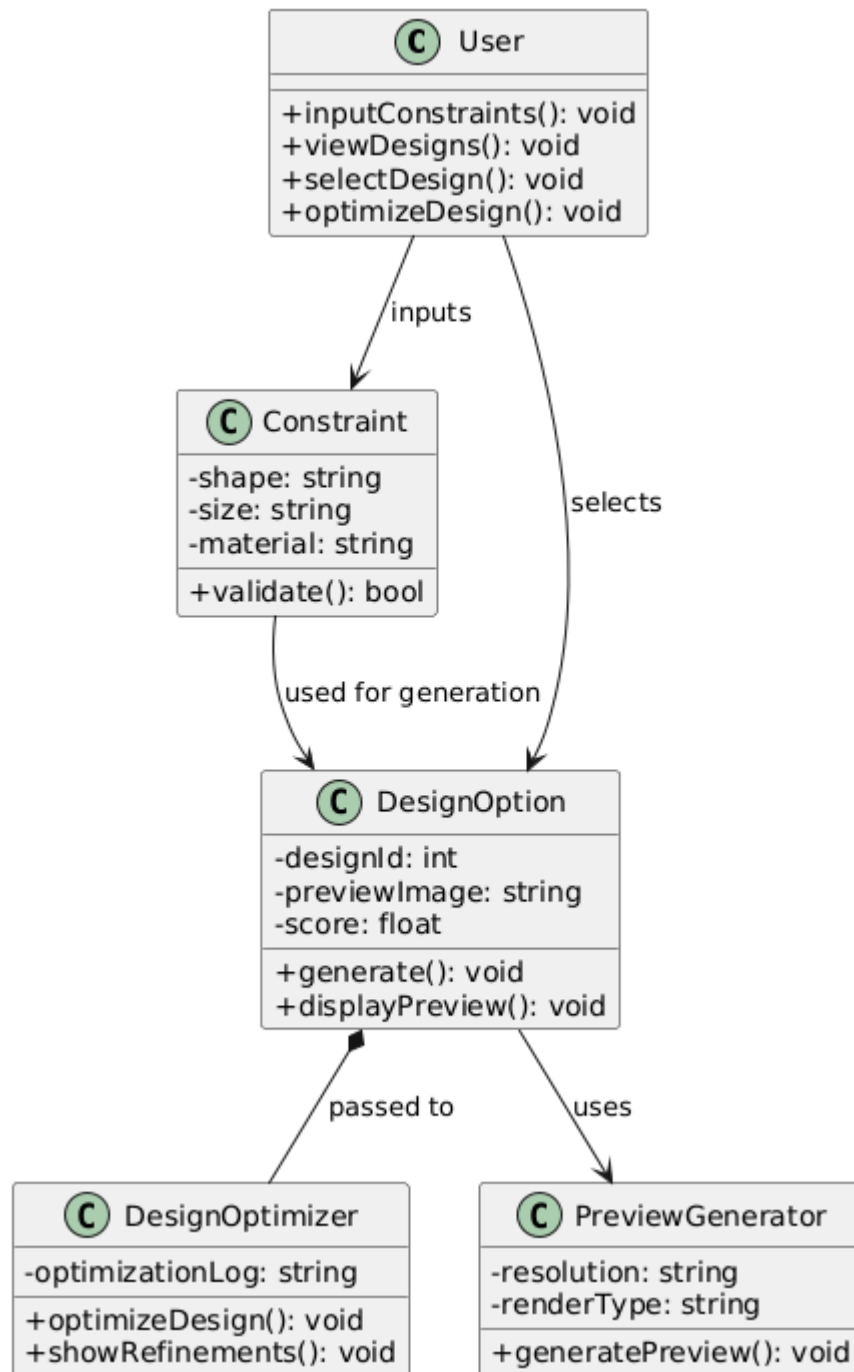 C User
+inputConstraints(): void
+viewDesigns(): void
+selectDesign(): void
+optimizeDesign(): void
inputs
C Constraint
-shape: string
-size: string
-material: string
+validate(): bool
selects
used for generation
C DesignOption
-designId: int
-previewImage: string
-score: float
+generate(): void
+displayPreview(): void
passed to
uses
C DesignOptimizer
-optimizationLog: string
+optimizeDesign(): void
+showRefinements(): void
C PreviewGenerator
-resolution: string
-renderType: string
+generatePreview(): void